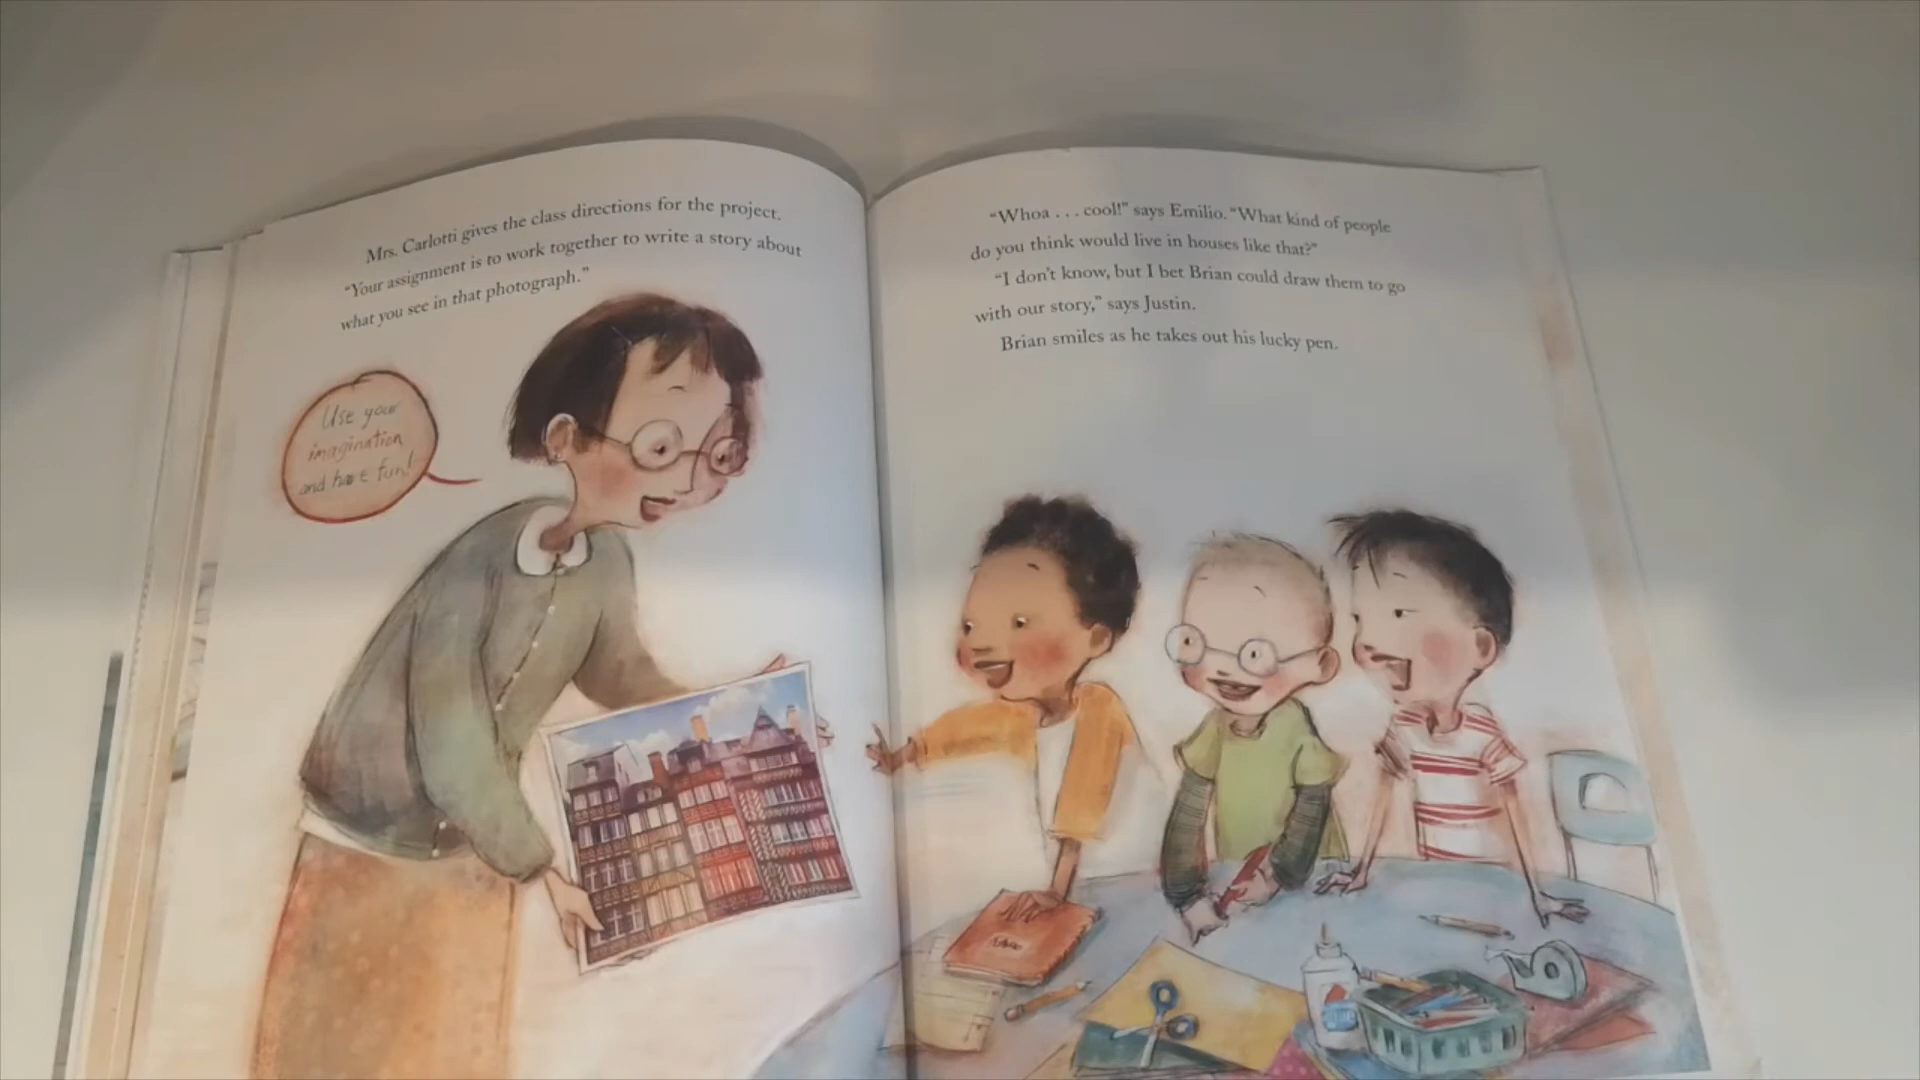 Mrs. Carlotti gives the class directions for the project.
“Your assignment is to work together to write a story about
what you see in that photograph.”
Use your
imagination
and have fun!
“Whoa . . . cool!” says Emilio. “What kind of people
do you think would live in houses like that?”
“I don’t know, but I bet Brian could draw them to go
with our story,” says Justin.
Brian smiles as he takes out his lucky pen.